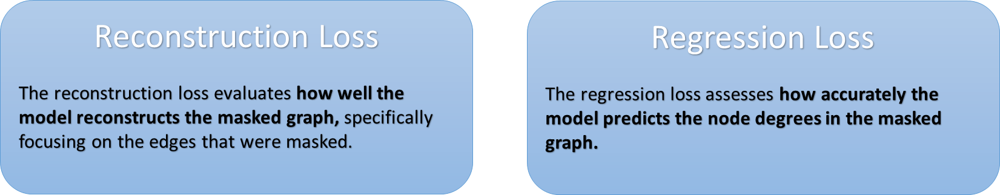 Reconstruction Loss
The reconstruction loss evaluates how well the
model reconstructs the masked graph, specifically
focusing on the edges that were masked.
Regression Loss
The regression loss assesses how accurately the
model predicts the node degrees in the masked
graph.